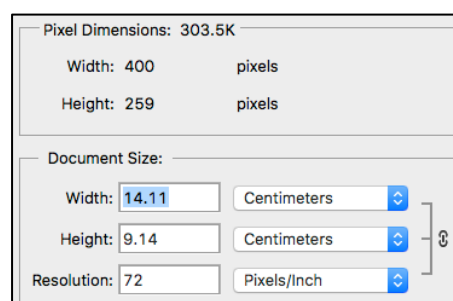 Pixel Dimensions: 303.5K
Width: 400 pixels
Height: 259 pixels
Document Size:
Width: 14.11 Centimeters
Height: 9.14 Centimeters
Resolution: 72 Pixels/Inch